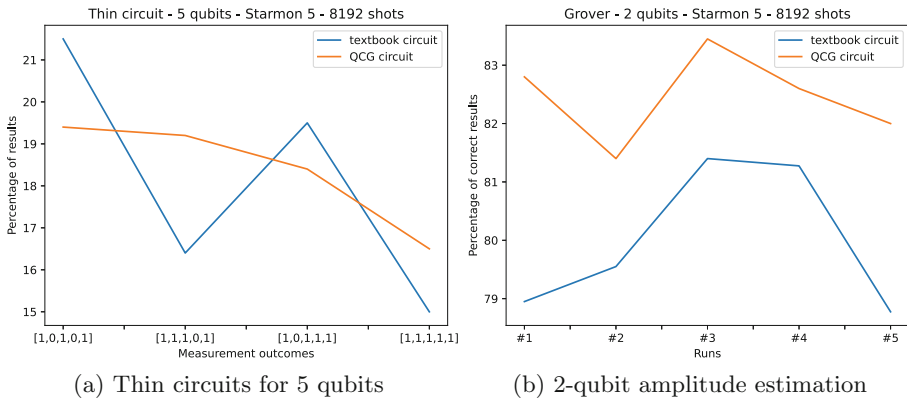 Thin circuit - 5 qubits - Starmon 5 - 8192 shots
textbook circuit
QCG circuit
Percentage of results
21
20
19
18
17
16
15
[1,0,1,0,1]
[1,1,1,0,1]
[1,0,1,1,1]
[1,1,1,1,1]
Measurement outcomes
(a) Thin circuits for 5 qubits
Grover - 2 qubits - Starmon 5 - 8192 shots
textbook circuit
QCG circuit
Percentage of correct results
83
82
81
80
79
#1
#2
#3
#4
#5
Runs
(b) 2-qubit amplitude estimation